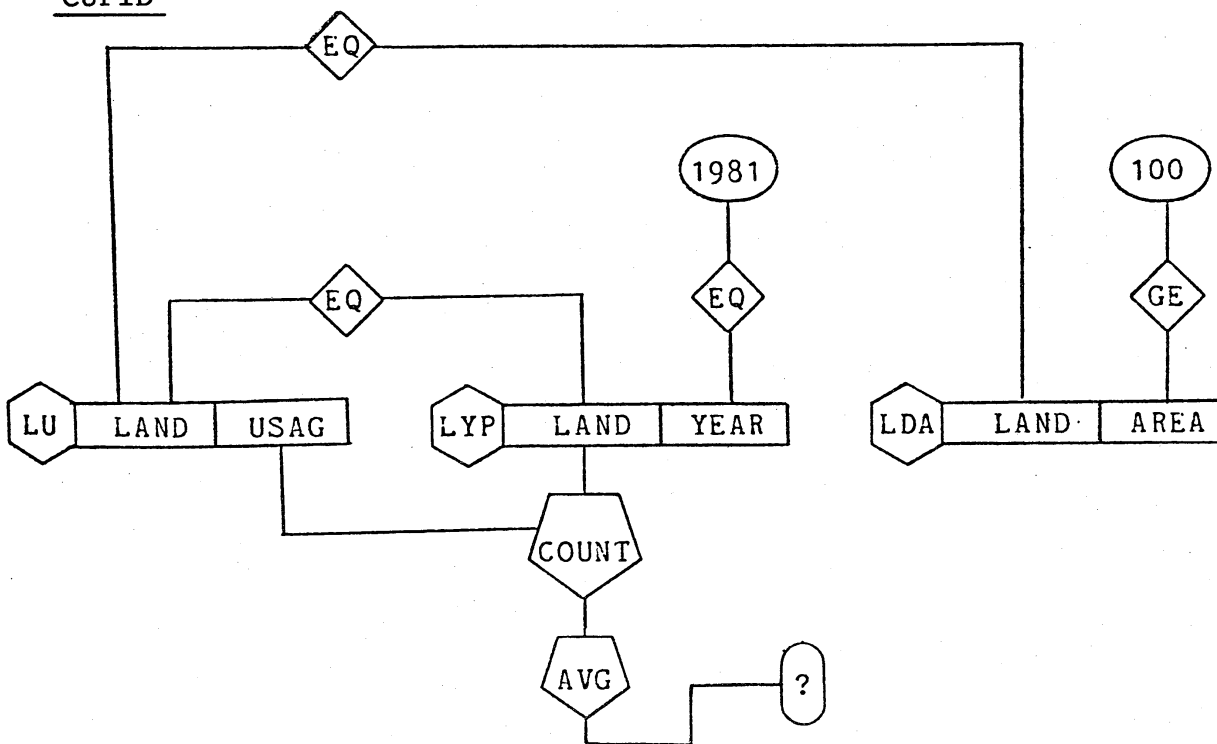 CUPID
EQ
1981
100
EQ
EQ
GE
LU LAND USAG
LYP LAND YEAR
LDA LAND AREA
COUNT
AVG
?